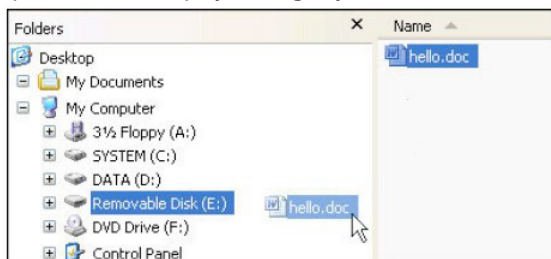 Folders
Desktop
My Documents
My Computer
3½ Floppy (A:)
SYSTEM (C:)
DATA (D:)
Removable Disk (E:)
hello.doc
DVD Drive (F:)
Control Panel
Name
hello.doc